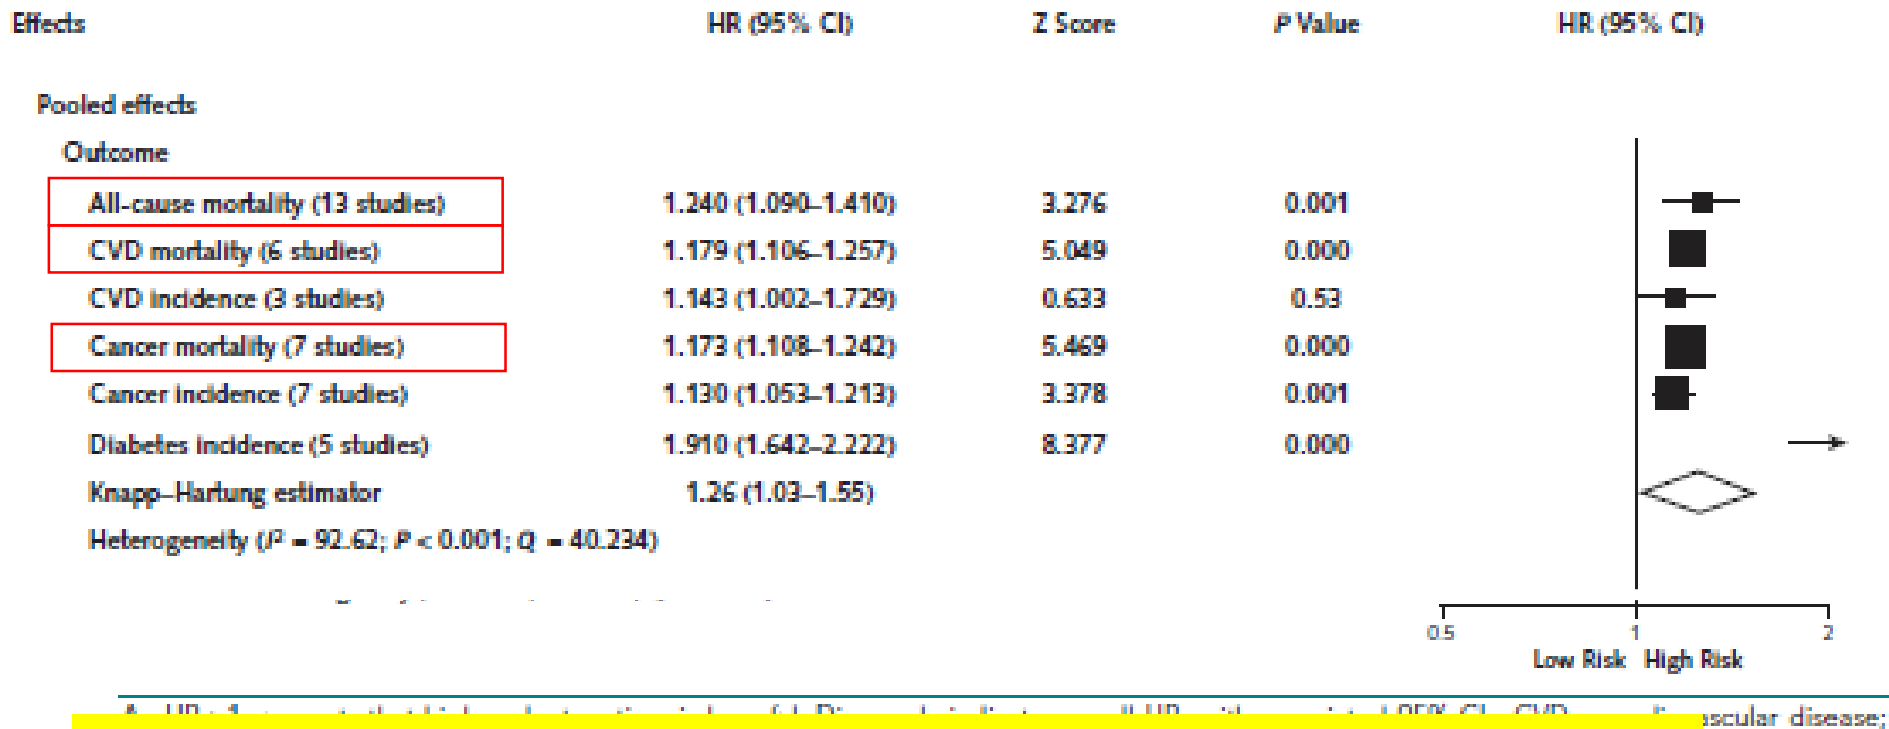 Effects HR (95% CI) Z Score P Value HR (95% CI)
Pooled effects
Outcome
All-cause mortality (13 studies) 1.240 (1.090–1.410) 3.276 0.001
CVD mortality (6 studies) 1.179 (1.106–1.257) 5.049 0.000
CVD incidence (3 studies) 1.143 (1.002–1.729) 0.633 0.53
Cancer mortality (7 studies) 1.173 (1.108–1.242) 5.469 0.000
Cancer incidence (7 studies) 1.130 (1.053–1.213) 3.378 0.001
Diabetes incidence (5 studies) 1.910 (1.642–2.222) 8.377 0.000
Knapp–Hartung estimator 1.26 (1.03–1.55)
Heterogeneity (I² = 92.62; P < 0.001; Q = 40.234)
0.5 1 2
Low Risk High Risk
disease;